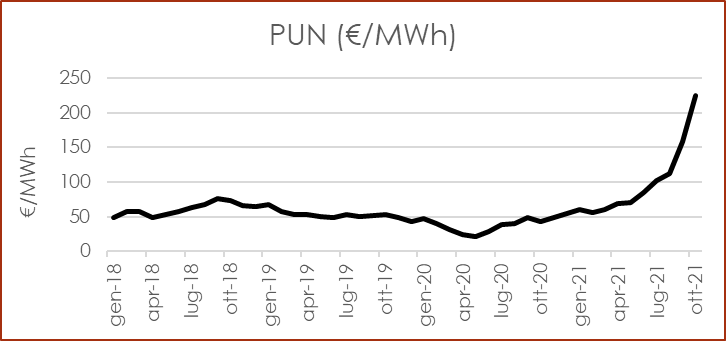 PUN (€/MWh)
250
200
150
100
50
0
€/MWh
gen-18
apr-18
lug-18
ott-18
gen-19
apr-19
lug-19
ott-19
gen-20
apr-20
lug-20
ott-20
gen-21
apr-21
lug-21
ott-21